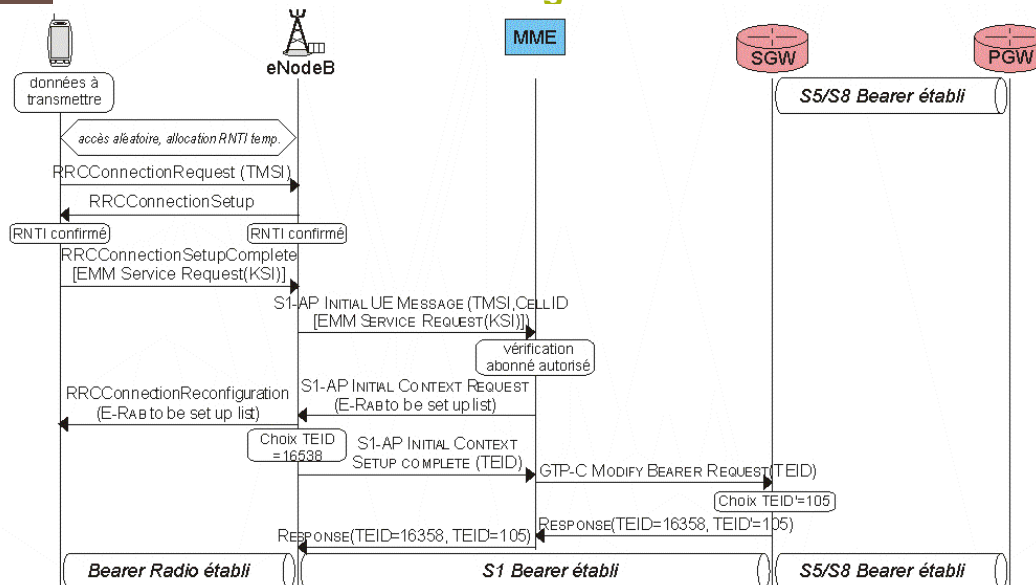 MME
SGW
PGW
eNodeB
données à
transmettre
S5/S8 Bearer établi
accès aléatoire, allocation RNTI temp.
RRCConnectionRequest (TMSI)
RRCConnectionSetup
RNTI confirmé
RNTI confirmé
RRCConnectionSetupComplete
[EMM Service Request(KSI)]
S1-AP INITIAL UE MESSAGE (TMSI,CELL ID
[EMM SERVICE REQUEST(KSI)])
vérification
abonné autorisé
RRCConnectionReconfiguration
(E-RAB to be set up list)
S1-AP INITIAL CONTEXT REQUEST
(E-RAB to be set up list)
Choix TEID
=16538
S1-AP INITIAL CONTEXT
SETUP COMPLETE (TEID)
GTP-C MODIFY BEARER REQUEST(TEID)
Choix TEID'=105
RESPONSE(TEID=16358, TEID'=105)
RESPONSE(TEID=16358, TEID'=105)
Bearer Radio établi
S1 Bearer établi
S5/S8 Bearer établi